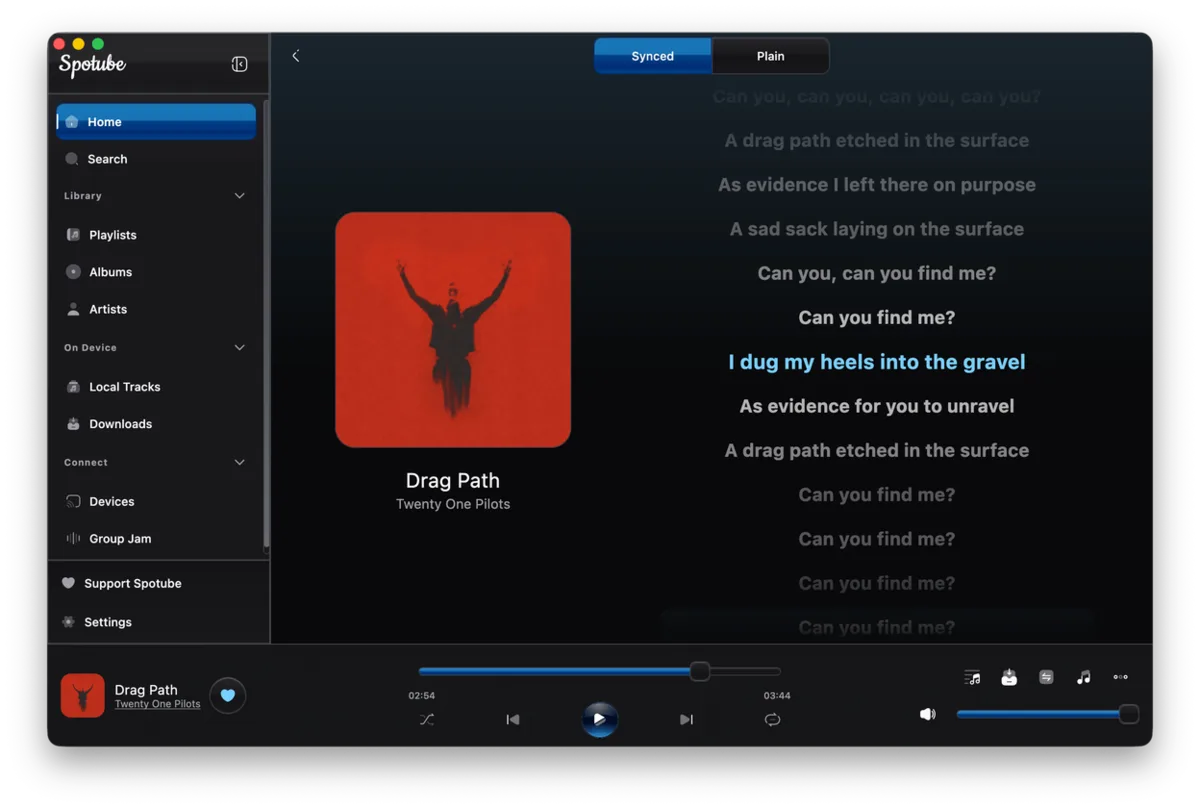 Spotube
Home
Search
Library
Playlists
Albums
Artists
On Device
Local Tracks
Downloads
Connect
Devices
Group Jam
Support Spotube
Settings
Synced
Plain
Drag Path
Twenty One Pilots
Can you, can you, can you, can you?
A drag path etched in the surface
As evidence I left there on purpose
A sad sack laying on the surface
Can you, can you find me?
Can you find me?
I dug my heels into the gravel
As evidence for you to unravel
A drag path etched in the surface
Can you find me?
Can you find me?
Can you find me?
Can you find me?
Drag Path
Twenty One Pilots
02:54
03:44